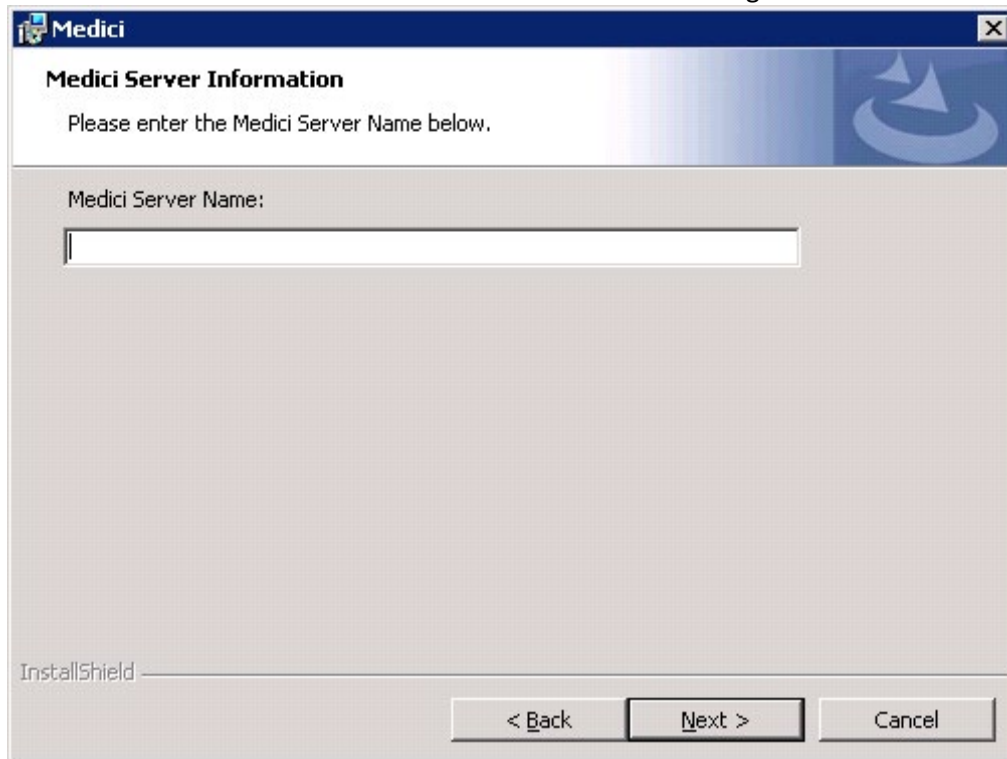 Medici
Medici Server Information
Please enter the Medici Server Name below.
Medici Server Name:
InstallShield
< Back Next > Cancel